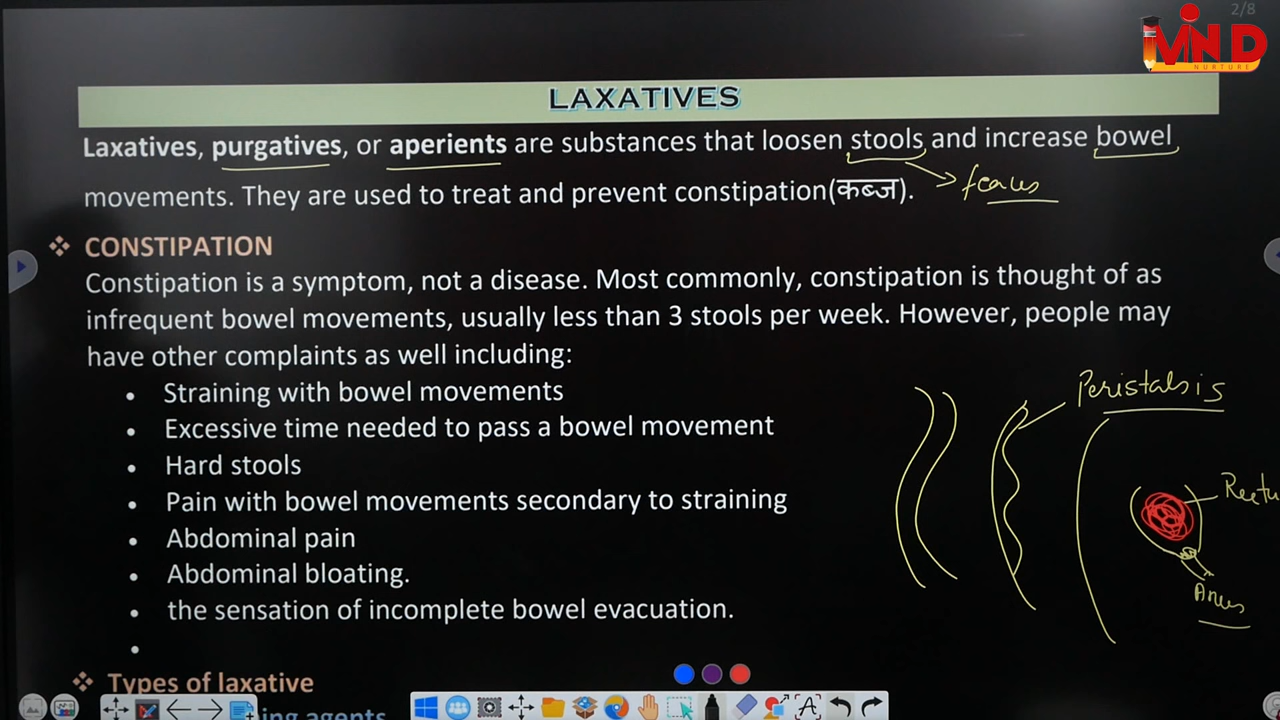 2/8
MIND
NURTURE
LAXATIVES
Laxatives, purgatives, or aperients are substances that loosen stools and increase bowel
movements. They are used to treat and prevent constipation(कब्ज).
feaces
❖ CONSTIPATION
Constipation is a symptom, not a disease. Most commonly, constipation is thought of as
infrequent bowel movements, usually less than 3 stools per week. However, people may
have other complaints as well including:
• Straining with bowel movements
• Excessive time needed to pass a bowel movement
• Hard stools
• Pain with bowel movements secondary to straining
• Abdominal pain
• Abdominal bloating.
• the sensation of incomplete bowel evacuation.
•
Peristalsis
Rectu
Anus
❖ Types of laxative
ing agents